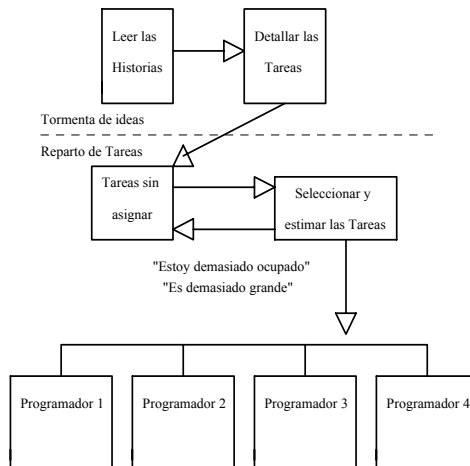 Leer las
Historias
Detallar las
Tareas
Tormenta de ideas
Reparto de Tareas
Tareas sin
asignar
Seleccionar y
estimar las Tareas
"Estoy demasiado ocupado"
"Es demasiado grande"
Programador 1
Programador 2
Programador 3
Programador 4